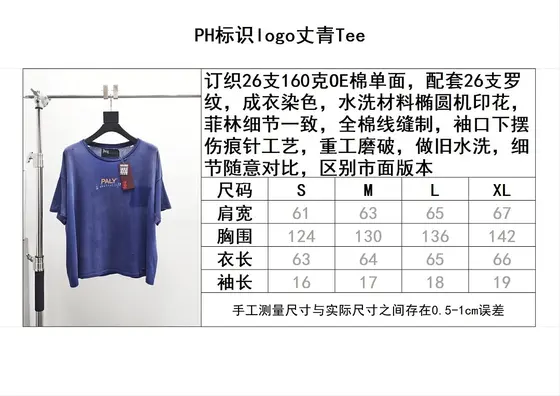 PH标识logo丈青Tee
订织26支160克OE棉单面，配套26支罗
纹，成衣染色，水洗材料椭圆机印花，
菲林细节一致，全棉线缝制，袖口下摆
伤痕针工艺，重工磨破，做旧水洗，细
节随意对比，区别市面版本
尺码 S M L XL
肩宽 61 63 65 67
胸围 124 130 136 142
衣长 63 64 65 66
袖长 16 17 18 19
手工测量尺寸与实际尺寸之间存在0.5-1cm误差
PALY